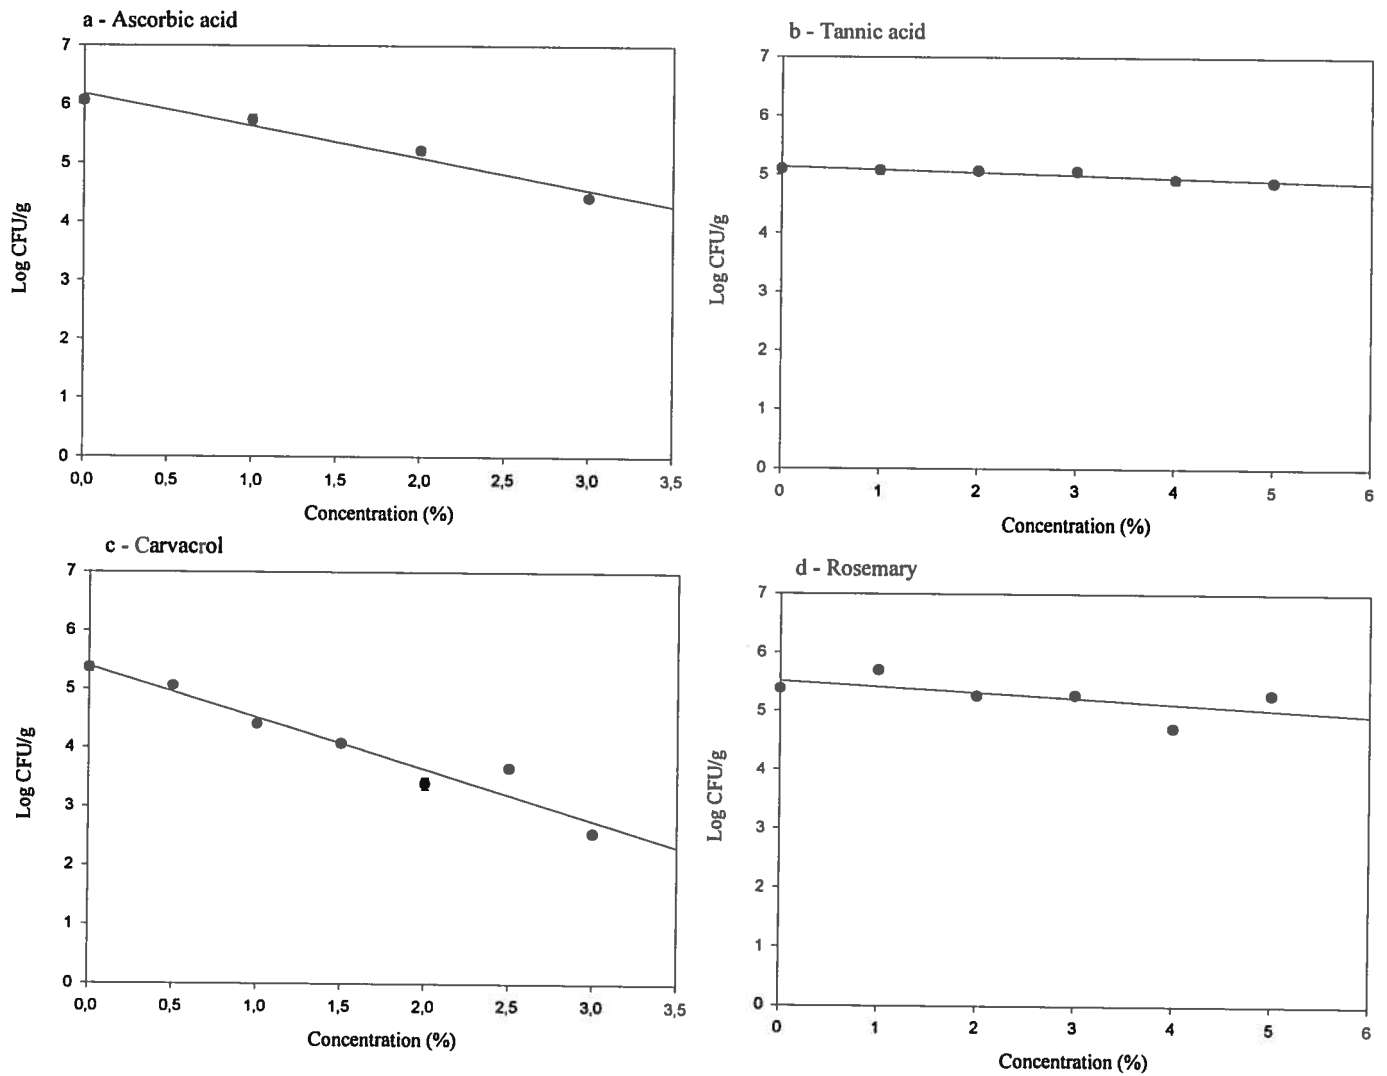 a - Ascorbic acid
7
6
5
4
3
2
1
0
Log CFU/g
0,0 0,5 1,0 1,5 2,0 2,5 3,0 3,5
Concentration (%)
b - Tannic acid
7
6
5
4
3
2
1
0
Log CFU/g
0 1 2 3 4 5 6
Concentration (%)
c - Carvacrol
7
6
5
4
3
2
1
0
Log CFU/g
0,0 0,5 1,0 1,5 2,0 2,5 3,0 3,5
Concentration (%)
d - Rosemary
7
6
5
4
3
2
1
0
Log CFU/g
0 1 2 3 4 5 6
Concentration (%)